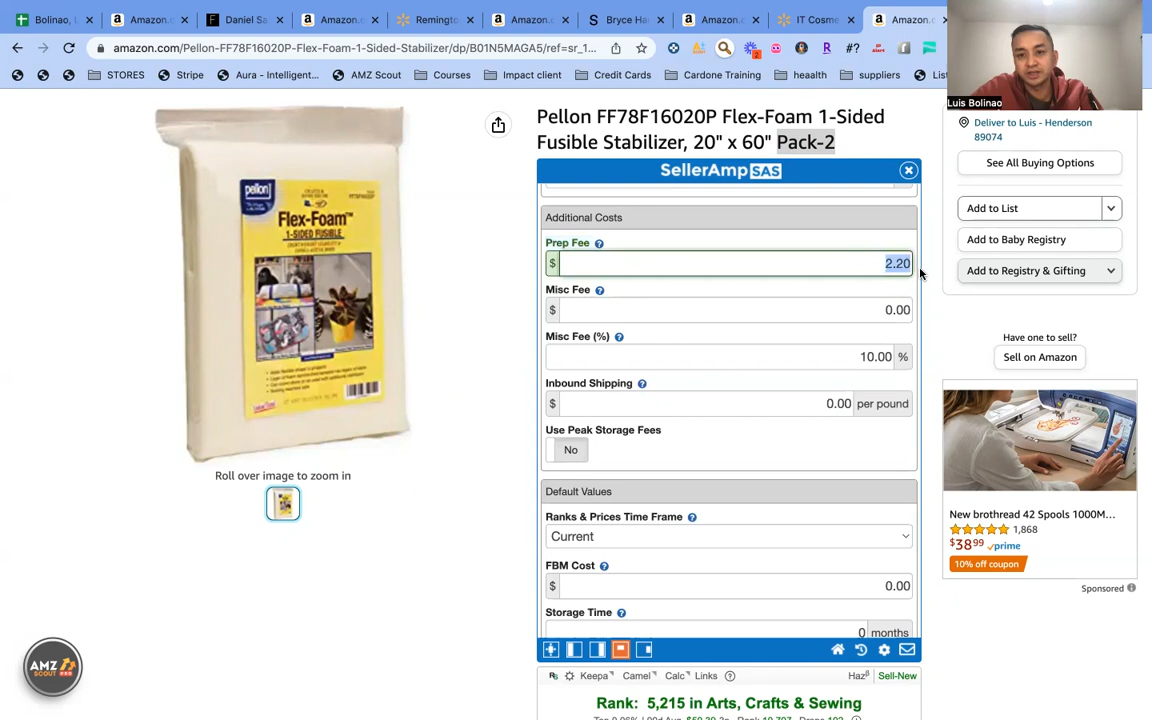 Bolinao, L
Amazon.c
Daniel Sa
Amazon.c
Remingto
Amazon.c
Bryce Har
Amazon.c
IT Cosme
Amazon.c
amazon.com/Pellon-FF78F16020P-Flex-Foam-1-Sided-Stabilizer/dp/B01N5MAGA5/ref=sr_1...
STORES
Stripe
Aura - Intelligent...
AMZ Scout
Courses
Impact client
Credit Cards
Cardone Training
heaalth
suppliers
List
Luis Bolinao
Pellon FF78F16020P Flex-Foam 1-Sided
Fusible Stabilizer, 20" x 60" Pack-2
SellerAmp SAS
Additional Costs
Prep Fee
$ 2.20
Misc Fee
$ 0.00
Misc Fee (%)
10.00 %
Inbound Shipping
$ 0.00 per pound
Use Peak Storage Fees
No
Default Values
Ranks & Prices Time Frame
Current
FBM Cost
$ 0.00
Storage Time
0 months
Keepa
Camel
Calc
Links
Haz
Sell-New
Rank: 5,215 in Arts, Crafts & Sewing
pellon
Flex-Foam™
1-SIDED FUSIBLE
Roll over image to zoom in
AMZ
SCOUT
PRO
Deliver to Luis - Henderson
89074
See All Buying Options
Add to List
Add to Baby Registry
Add to Registry & Gifting
Have one to sell?
Sell on Amazon
New brothread 42 Spools 1000M...
1,868
$38 99 prime
10% off coupon
Sponsored